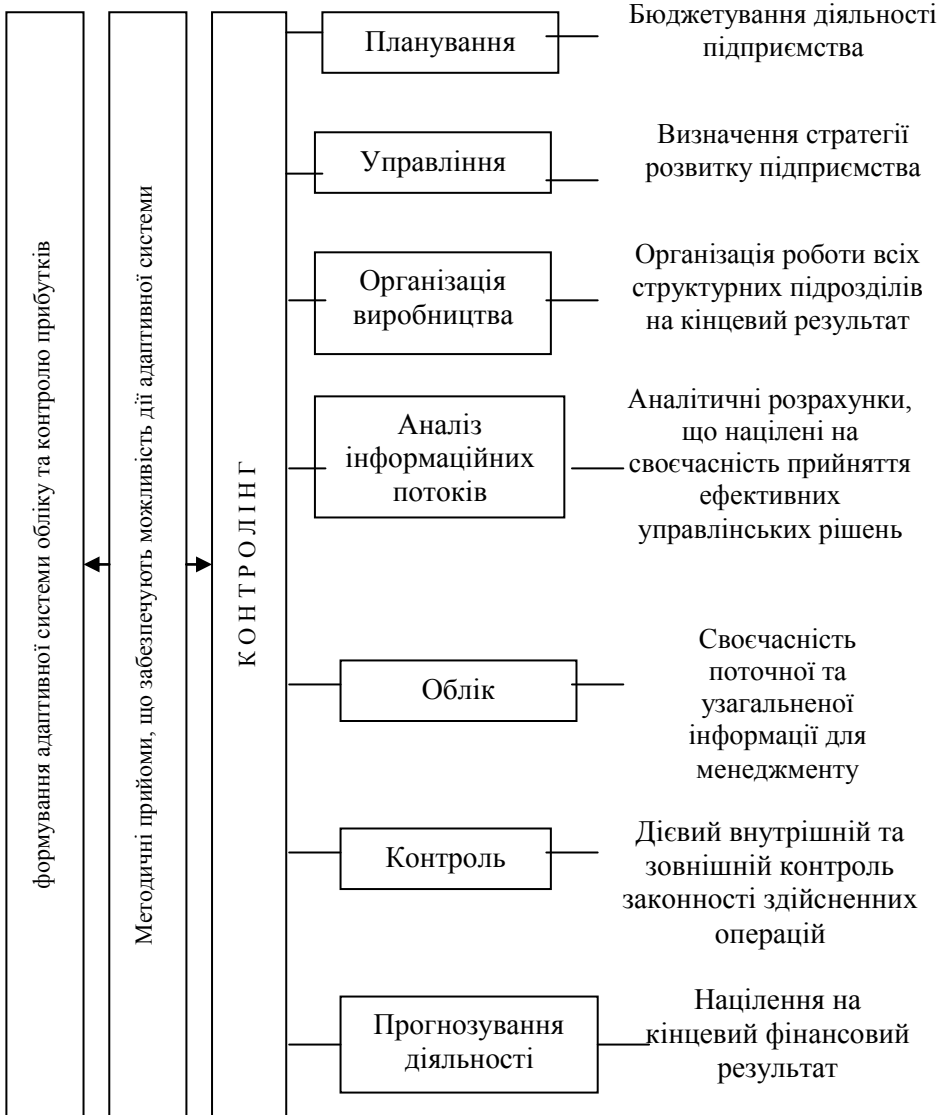 формування адаптивної системи обліку та контролю прибутків
Методичні прийоми, що забезпечують можливість дії адаптивної системи
К О Н Т Р О Л І Н Г
Планування
Бюджетування діяльності
підприємства
Управління
Визначення стратегії
розвитку підприємства
Організація
виробництва
Організація роботи всіх
структурних підрозділів
на кінцевий результат
Аналіз
інформаційних
потоків
Аналітичні розрахунки,
що націлені на
своєчасність прийняття
ефективних
управлінських рішень
Облік
Своєчасність
поточної та
узагальненої
інформації для
менеджменту
Контроль
Дієвий внутрішній та
зовнішній контроль
законності здійсненних
операцій
Прогнозування
діяльності
Націлення на
кінцевий фінансовий
результат